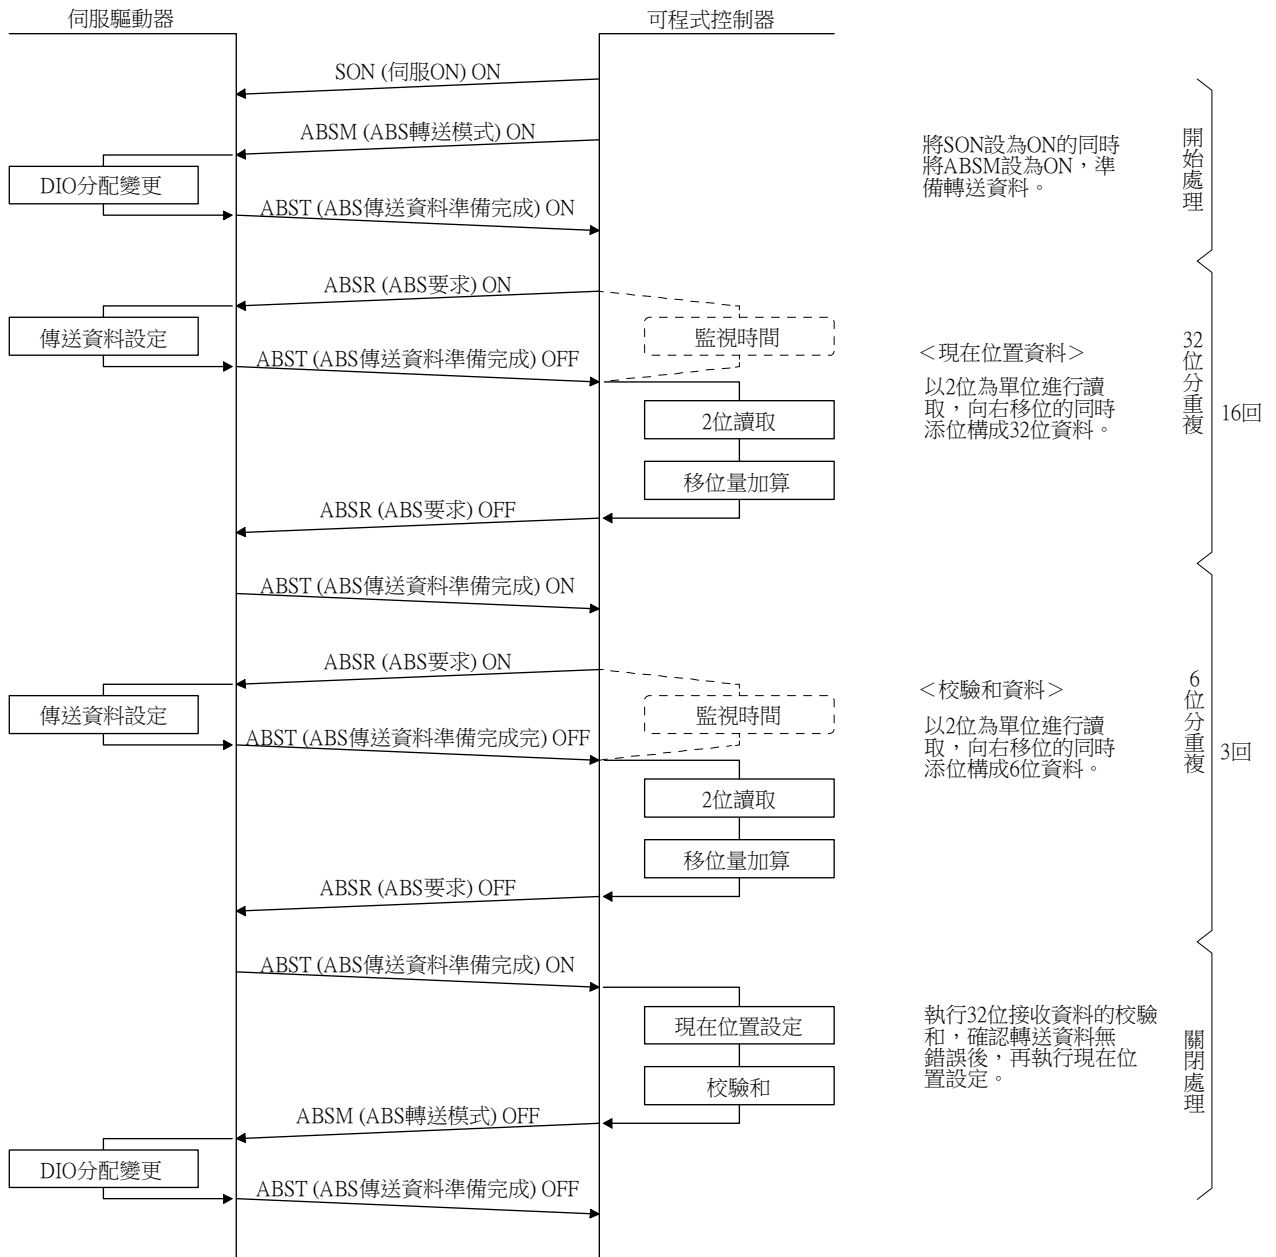 伺服驅動器
可程式控制器
SON (伺服ON) ON
ABSM (ABS轉送模式) ON
DIO分配變更
ABST (ABS傳送資料準備完成) ON
將SON設為ON的同時
將ABSM設為ON，準
備轉送資料。
開始處理
ABSR (ABS要求) ON
傳送資料設定
監視時間
ABST (ABS傳送資料準備完成) OFF
2位讀取
移位量加算
ABSR (ABS要求) OFF
ABST (ABS傳送資料準備完成) ON
＜現在位置資料＞
以2位為單位進行讀
取，向右移位的同時
添位構成32位資料。
32位分重複
16回
ABSR (ABS要求) ON
傳送資料設定
監視時間
ABST (ABS傳送資料準備完成完) OFF
2位讀取
移位量加算
ABSR (ABS要求) OFF
＜校驗和資料＞
以2位為單位進行讀
取，向右移位的同時
添位構成6位資料。
6位分重複
3回
ABST (ABS傳送資料準備完成) ON
現在位置設定
校驗和
ABSM (ABS轉送模式) OFF
DIO分配變更
ABST (ABS傳送資料準備完成) OFF
執行32位接收資料的校驗
和，確認轉送資料無
錯誤後，再執行現在位
置設定。
關閉處理